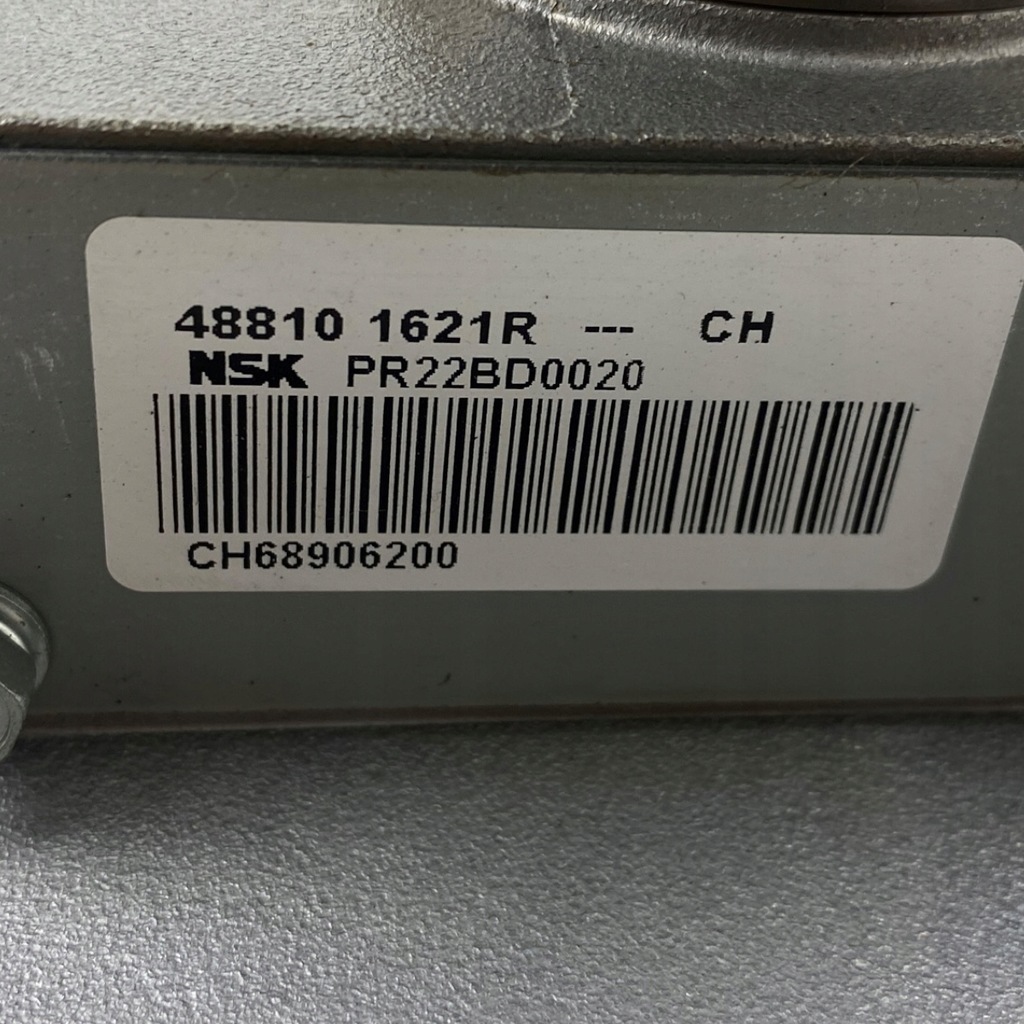 48810 1621R --- CH
NSK PR22BD0020
CH68906200